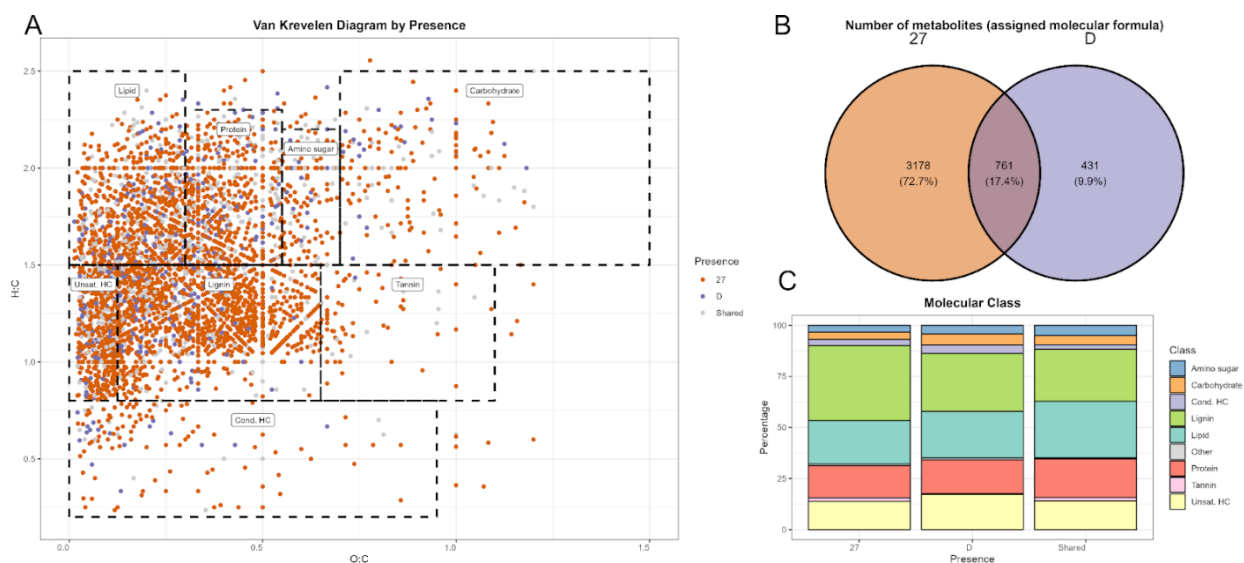 A
Van Krevelen Diagram by Presence
2.5
2.0
1.5
1.0
0.5
H:C
0.0
0.5
1.0
1.5
O:C
Lipid
Carbohydrate
Protein
Amino sugar
Unsat. HC
Lignin
Tannin
Cond. HC
Presence
27
D
Shared
B
Number of metabolites (assigned molecular formula)
27
D
3178
(72.7%)
761
(17.4%)
431
(9.9%)
C
Molecular Class
100
75
50
25
0
Percentage
27
D
Shared
Presence
Class
Amino sugar
Carbohydrate
Cond. HC
Lignin
Lipid
Other
Protein
Tannin
Unsat. HC